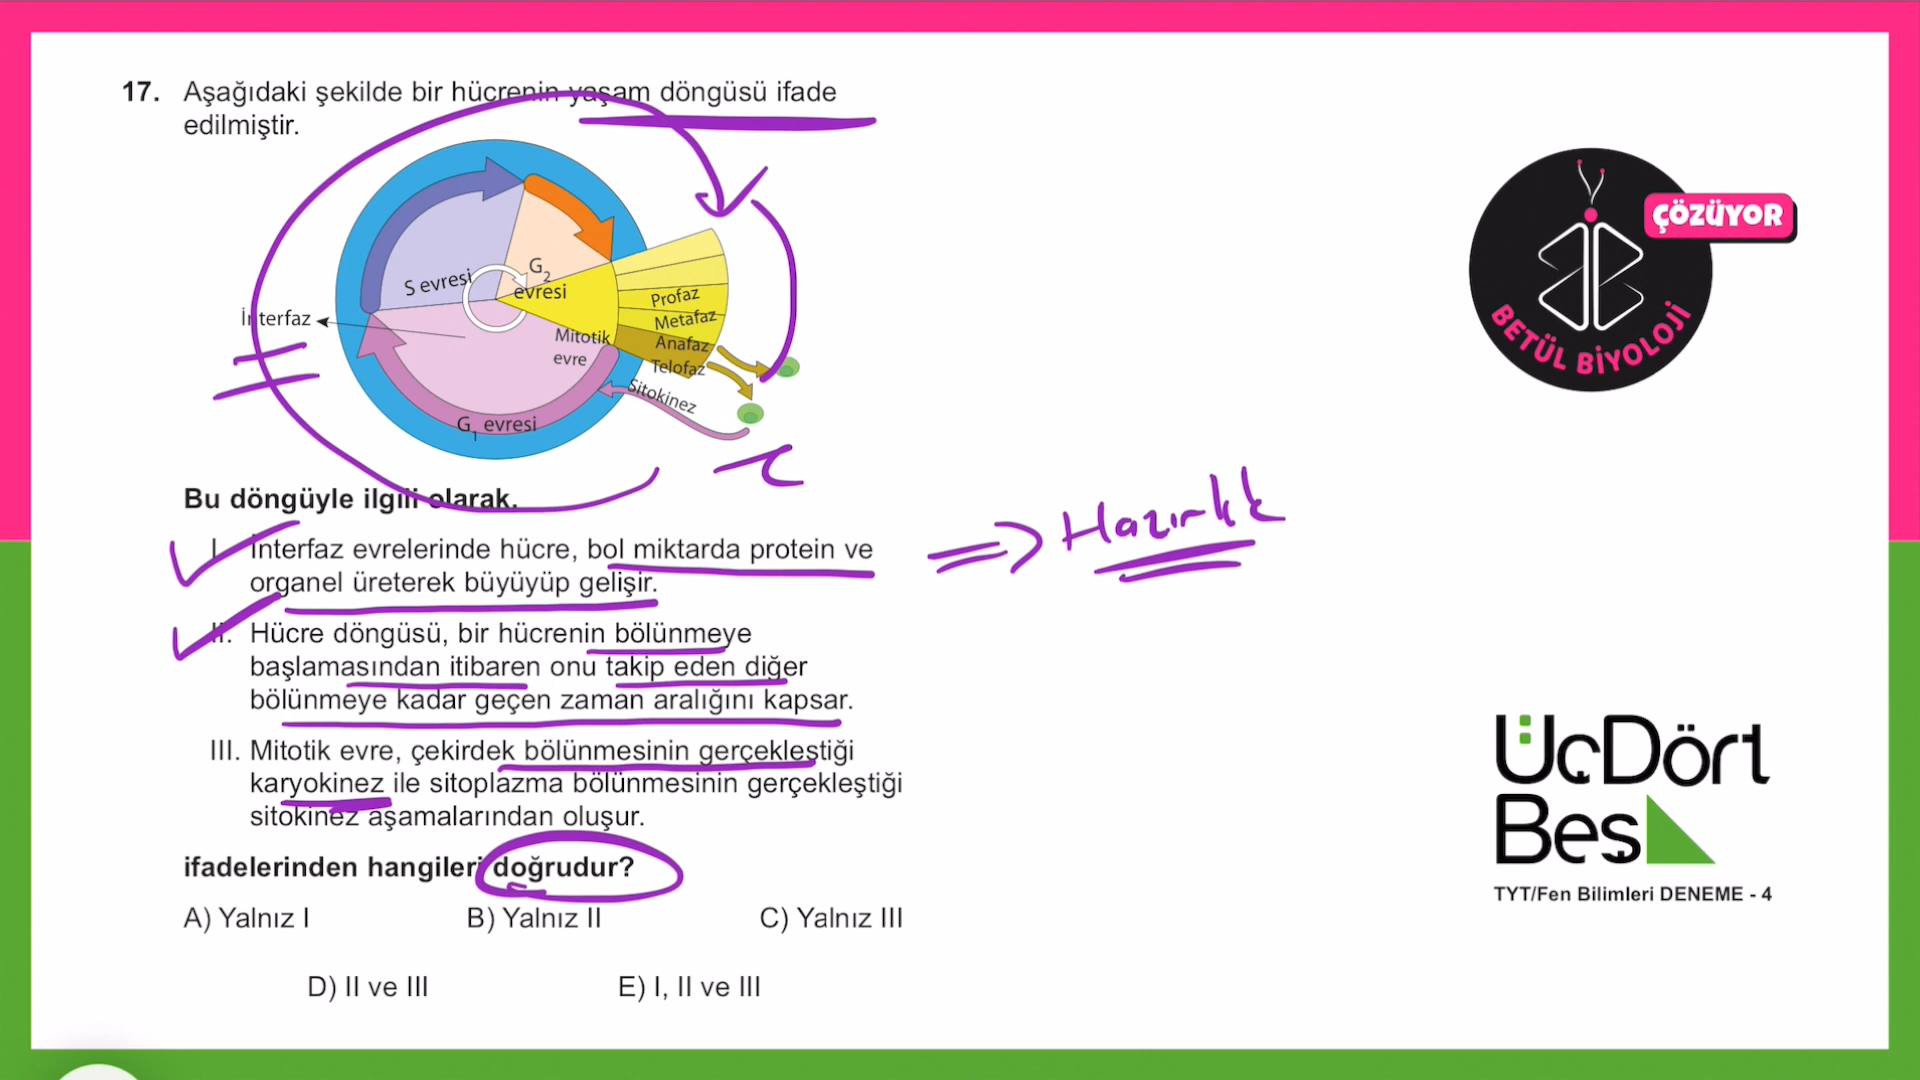 17. Aşağıdaki şekilde bir hücrenin yaşam döngüsü ifade
edilmiştir.
S evresi
G2
evresi
İnterfaz
Mitotik
evre
Profaz
Metafaz
Anafaz
Telofaz
Sitokinez
G1 evresi
Bu döngüyle ilgili olarak.
I. İnterfaz evrelerinde hücre, bol miktarda protein ve
organel üreterek büyüyüp gelişir.
Hazırlık
II. Hücre döngüsü, bir hücrenin bölünmeye
başlamasından itibaren onu takip eden diğer
bölünmeye kadar geçen zaman aralığını kapsar.
III. Mitotik evre, çekirdek bölünmesinin gerçekleştiği
karyokinez ile sitoplazma bölünmesinin gerçekleştiği
sitokinez aşamalarından oluşur.
ifadelerinden hangileri doğrudur?
A) Yalnız I
B) Yalnız II
C) Yalnız III
D) II ve III
E) I, II ve III
ÇÖZÜYOR
BETÜL BİYOLOJİ
ÜçDört
Beş
TYT/Fen Bilimleri DENEME - 4